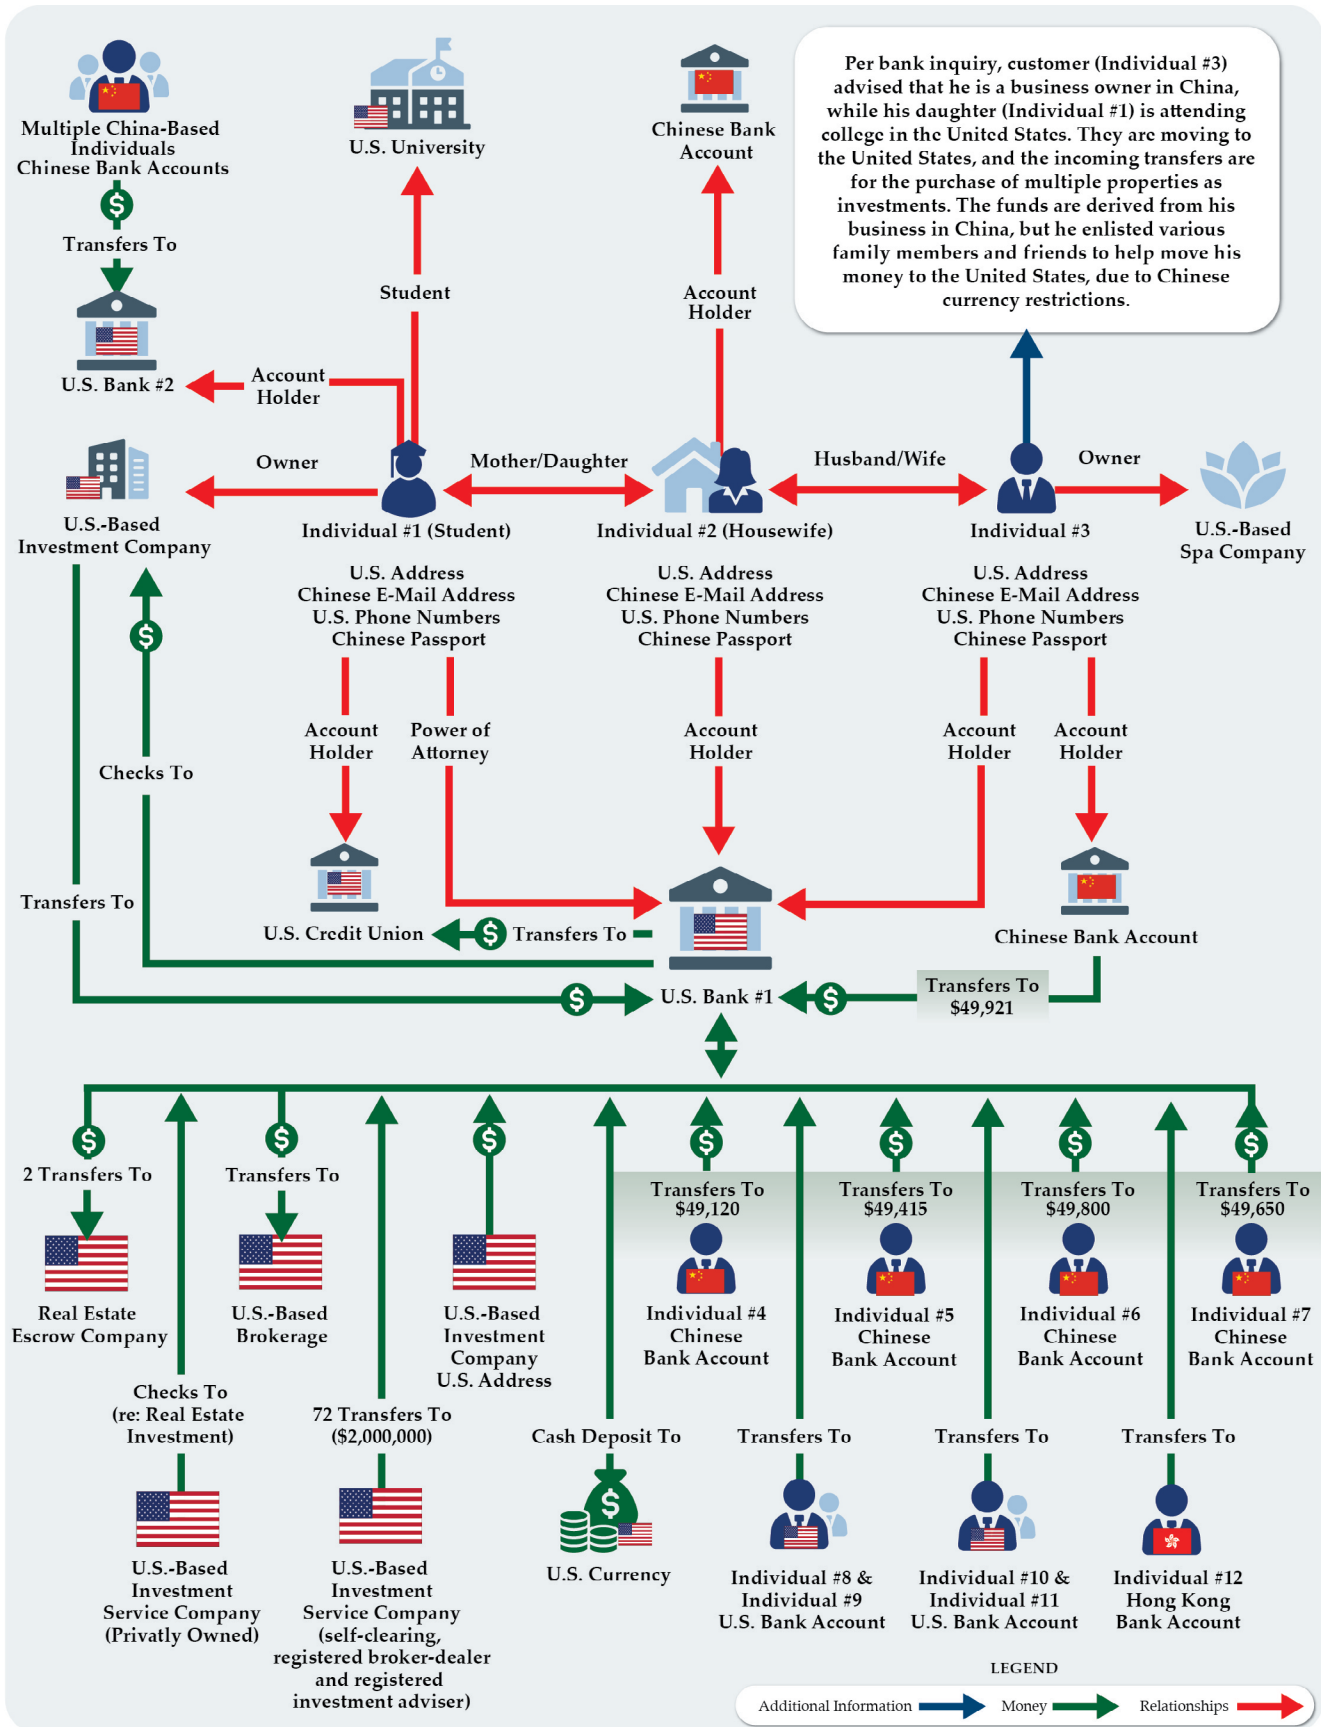 Multiple China-Based
Individuals
Chinese Bank Accounts
Transfers To
U.S. Bank #2
U.S. University
Student
Chinese Bank
Account
Account
Holder
Per bank inquiry, customer (Individual #3)
advised that he is a business owner in China,
while his daughter (Individual #1) is attending
college in the United States. They are moving to
the United States, and the incoming transfers are
for the purchase of multiple properties as
investments. The funds are derived from his
business in China, but he enlisted various
family members and friends to help move his
money to the United States, due to Chinese
currency restrictions.
Account
Holder
Owner
Mother/Daughter
Husband/Wife
Owner
U.S.-Based
Investment Company
Individual #1 (Student)
U.S. Address
Chinese E-Mail Address
U.S. Phone Numbers
Chinese Passport
Individual #2 (Housewife)
U.S. Address
Chinese E-Mail Address
U.S. Phone Numbers
Chinese Passport
Individual #3
U.S. Address
Chinese E-Mail Address
U.S. Phone Numbers
Chinese Passport
U.S.-Based
Spa Company
Checks To
Transfers To
Account
Holder
Power of
Attorney
Account
Holder
Account
Holder
Account
Holder
U.S. Credit Union
Transfers To
U.S. Bank #1
Chinese Bank Account
Transfers To
$49,921
2 Transfers To
Real Estate
Escrow Company
Transfers To
U.S.-Based
Brokerage
U.S.-Based
Investment
Company
U.S. Address
Transfers To
$49,120
Individual #4
Chinese
Bank Account
Transfers To
$49,415
Individual #5
Chinese
Bank Account
Transfers To
$49,800
Individual #6
Chinese
Bank Account
Transfers To
$49,650
Individual #7
Chinese
Bank Account
Checks To
(re: Real Estate
Investment)
U.S.-Based
Investment
Service Company
(Privatly Owned)
72 Transfers To
($2,000,000)
U.S.-Based
Investment
Service Company
(self-clearing,
registered broker-dealer
and registered
investment adviser)
Cash Deposit To
U.S. Currency
Transfers To
Individual #8 &
Individual #9
U.S. Bank Account
Transfers To
Individual #10 &
Individual #11
U.S. Bank Account
Transfers To
Individual #12
Hong Kong
Bank Account
LEGEND
Additional Information
Money
Relationships